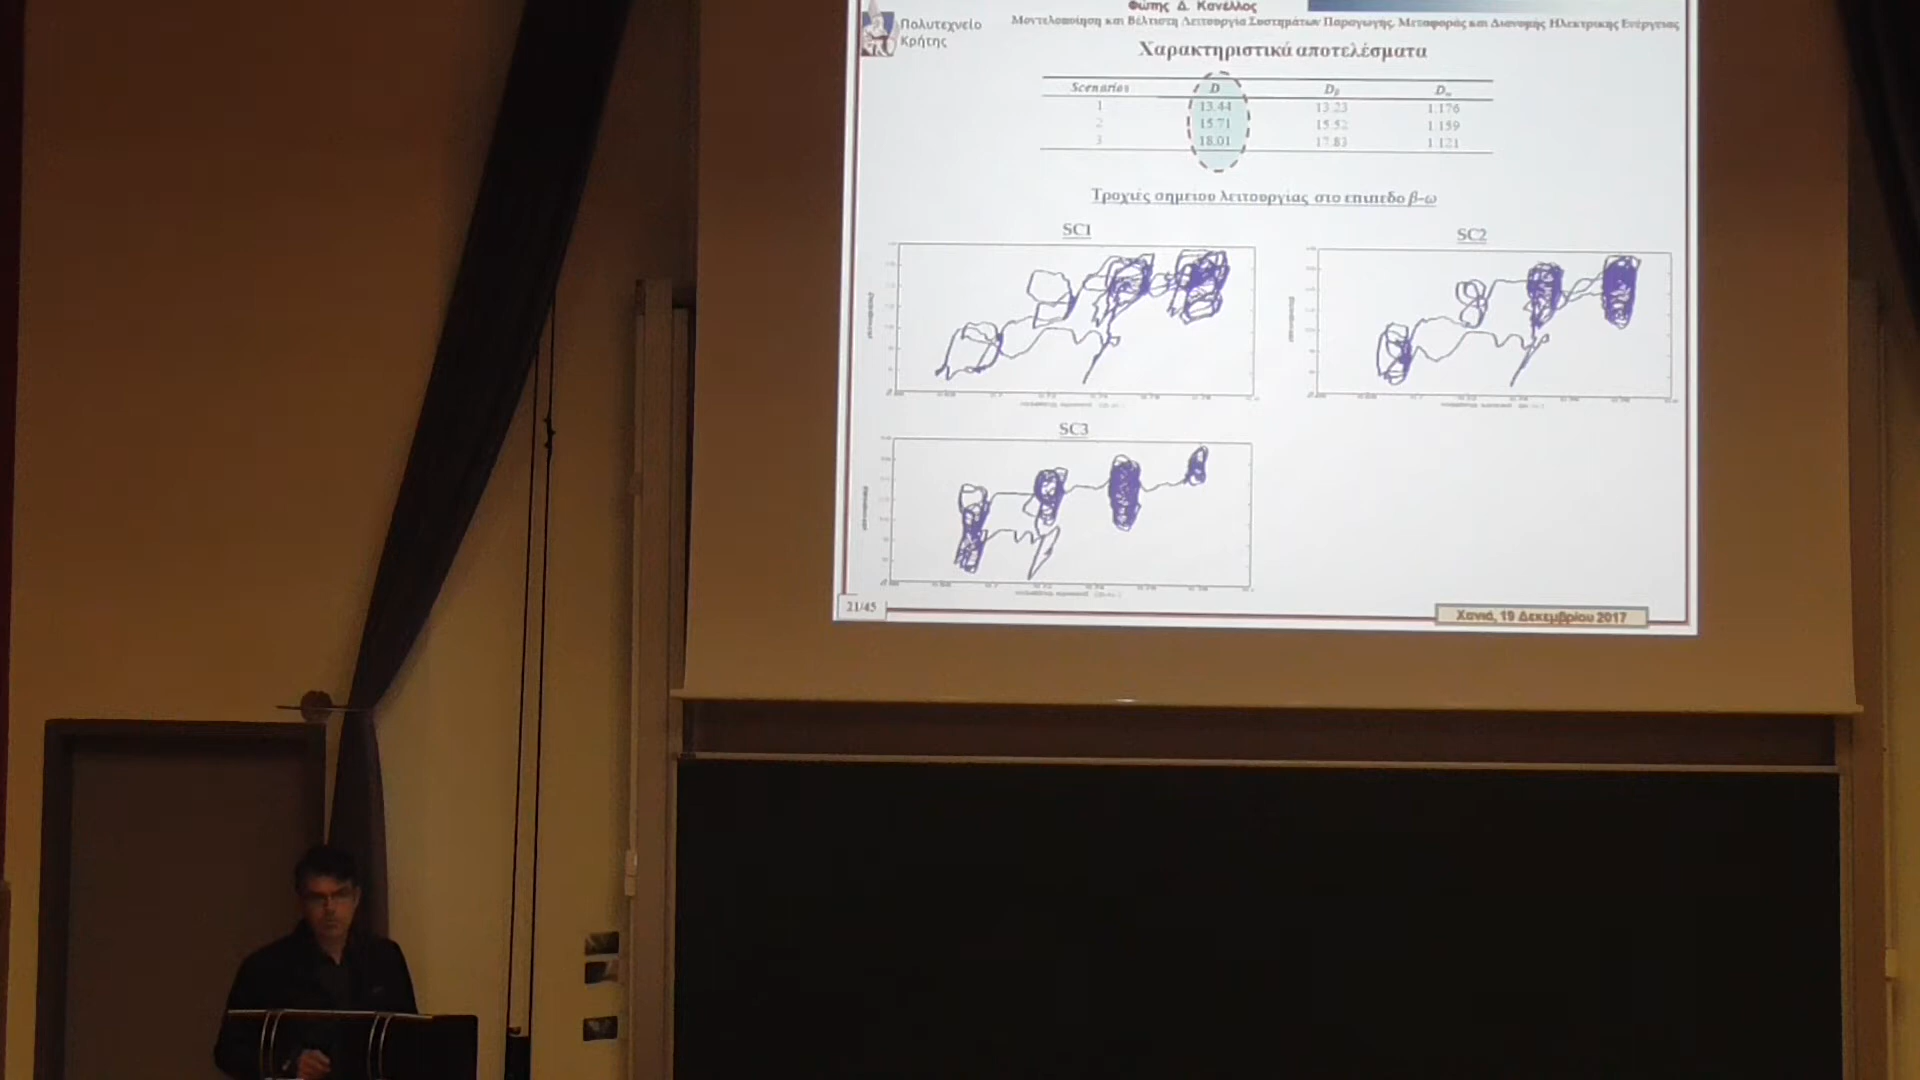 Φώτης Δ. Κανέλλος
Πολυτεχνείο
Κρήτης
Μοντελοποίηση και Βέλτιστη Λειτουργία Συστημάτων Παραγωγής, Μεταφοράς και Διανομής Ηλεκτρικής Ενέργειας
Χαρακτηριστικά αποτελέσματα
Scenarios D Dβ Dω
1 13.44 13.23 1.176
2 15.71 15.52 1.159
3 18.01 17.83 1.121
Τροχιές σημείου λειτουργίας στο επίπεδο β-ω
SC1
SC2
SC3
21/45
Χανιά, 19 Δεκεμβρίου 2017